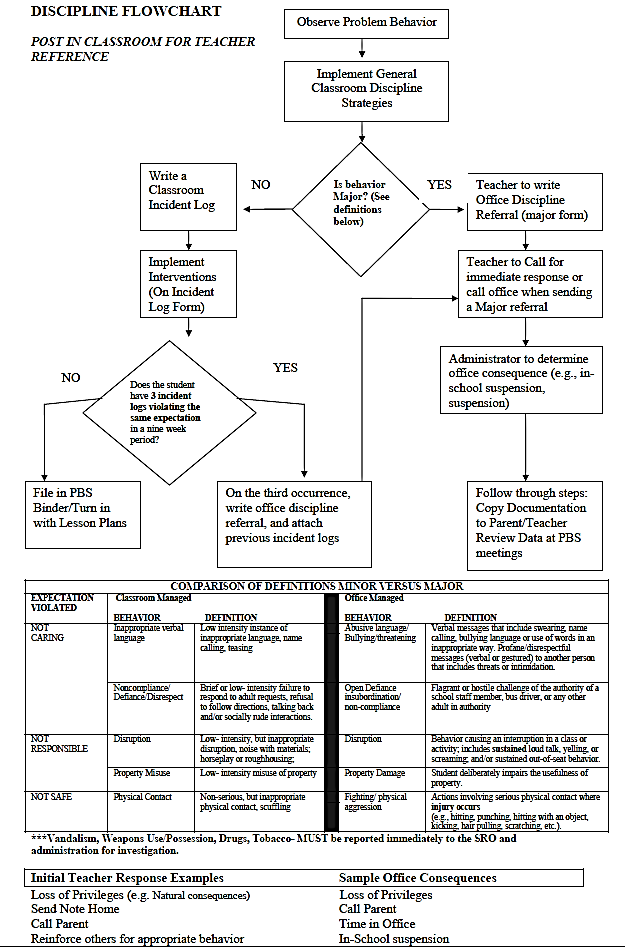 DISCIPLINE FLOWCHART
POST IN CLASSROOM FOR TEACHER
REFERENCE
Observe Problem Behavior
Implement General
Classroom Discipline
Strategies
Is behavior
Major? (See
definitions
below)
NO
YES
Write a
Classroom
Incident Log
Teacher to write
Office Discipline
Referral (major form)
Implement
Interventions
(On Incident
Log Form)
Teacher to Call for
immediate response or
call office when sending
a Major referral
Administrator to determine
office consequence (e.g., in-
school suspension,
suspension)
NO
YES
Does the student
have 3 incident
logs violating the
same expectation
in a nine week
period?
File in PBS
Binder/Turn in
with Lesson Plans
On the third occurrence,
write office discipline
referral, and attach
previous incident logs
Follow through steps:
Copy Documentation
to Parent/Teacher
Review Data at PBS
meetings
COMPARISON OF DEFINITIONS MINOR VERSUS MAJOR
EXPECTATION
VIOLATED
Classroom Managed
BEHAVIOR DEFINITION
Office Managed
BEHAVIOR DEFINITION
NOT
CARING
Inappropriate verbal
language
Low intensity instance of
inappropriate language, name
calling, teasing
Abusive language/
Bullying/threatening
Verbal messages that include swearing, name
calling, bullying language or use of words in an
inappropriate way. Profane/disrespectful
messages (verbal or gestured) to another person
that includes threats or intimidation.
Noncompliance/
Defiance/Disrespect
Brief or low- intensity failure to
respond to adult requests, refusal
to follow directions, talking back
and/or socially rude interactions.
Open Defiance
insubordination/
non-compliance
Flagrant or hostile challenge of the authority of a
school staff member, bus driver, or any other
adult in authority
NOT
RESPONSIBLE
Disruption
Low- intensity, but inappropriate
disruption, noise with materials;
horseplay or roughhousing;
Disruption
Behavior causing an interruption in a class or
activity; includes sustained loud talk, yelling, or
screaming; and/or sustained out-of-seat behavior.
Property Misuse
Low- intensity misuse of property
Property Damage
Student deliberately impairs the usefulness of
property.
NOT SAFE
Physical Contact
Non-serious, but inappropriate
physical contact, scuffling
Fighting/ physical
aggression
Actions involving serious physical contact where
injury occurs
(e.g., hitting, punching, hitting with an object,
kicking, hair pulling, scratching, etc.).
***Vandalism, Weapons Use/Possession, Drugs, Tobacco- MUST be reported immediately to the SRO and
administration for investigation.
Initial Teacher Response Examples
Loss of Privileges (e.g. Natural consequences)
Send Note Home
Call Parent
Reinforce others for appropriate behavior
Sample Office Consequences
Loss of Privileges
Call Parent
Time in Office
In-School suspension